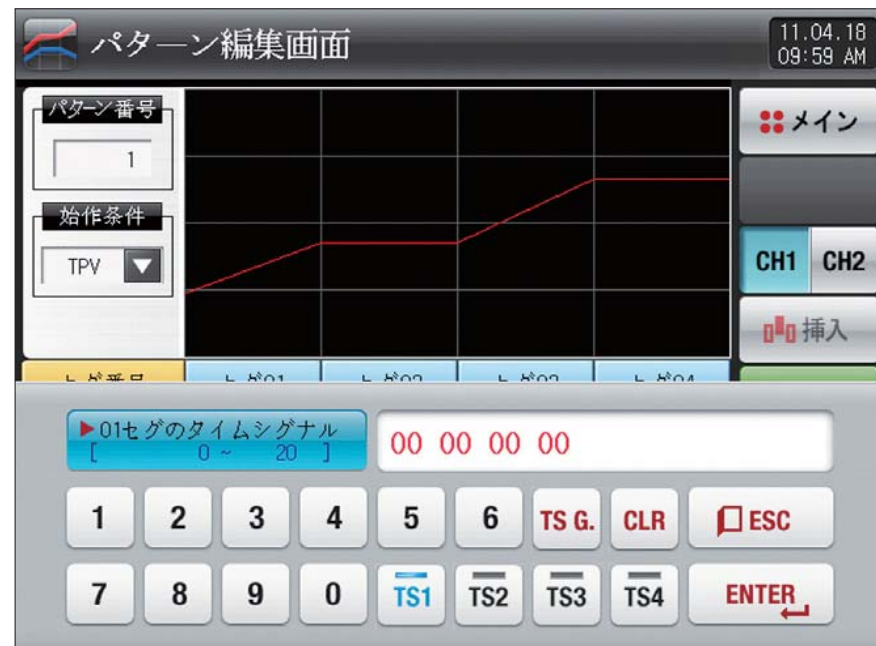 パターン編集画面
11.04.18
09:59 AM
パターン番号
1
始作条件
TPV
メイン
CH1 CH2
挿入
▶01セグのタイムシグナル
[ 0 ~ 20 ]
00 00 00 00
1 2 3 4 5 6 TS G. CLR ESC
7 8 9 0 TS1 TS2 TS3 TS4 ENTER